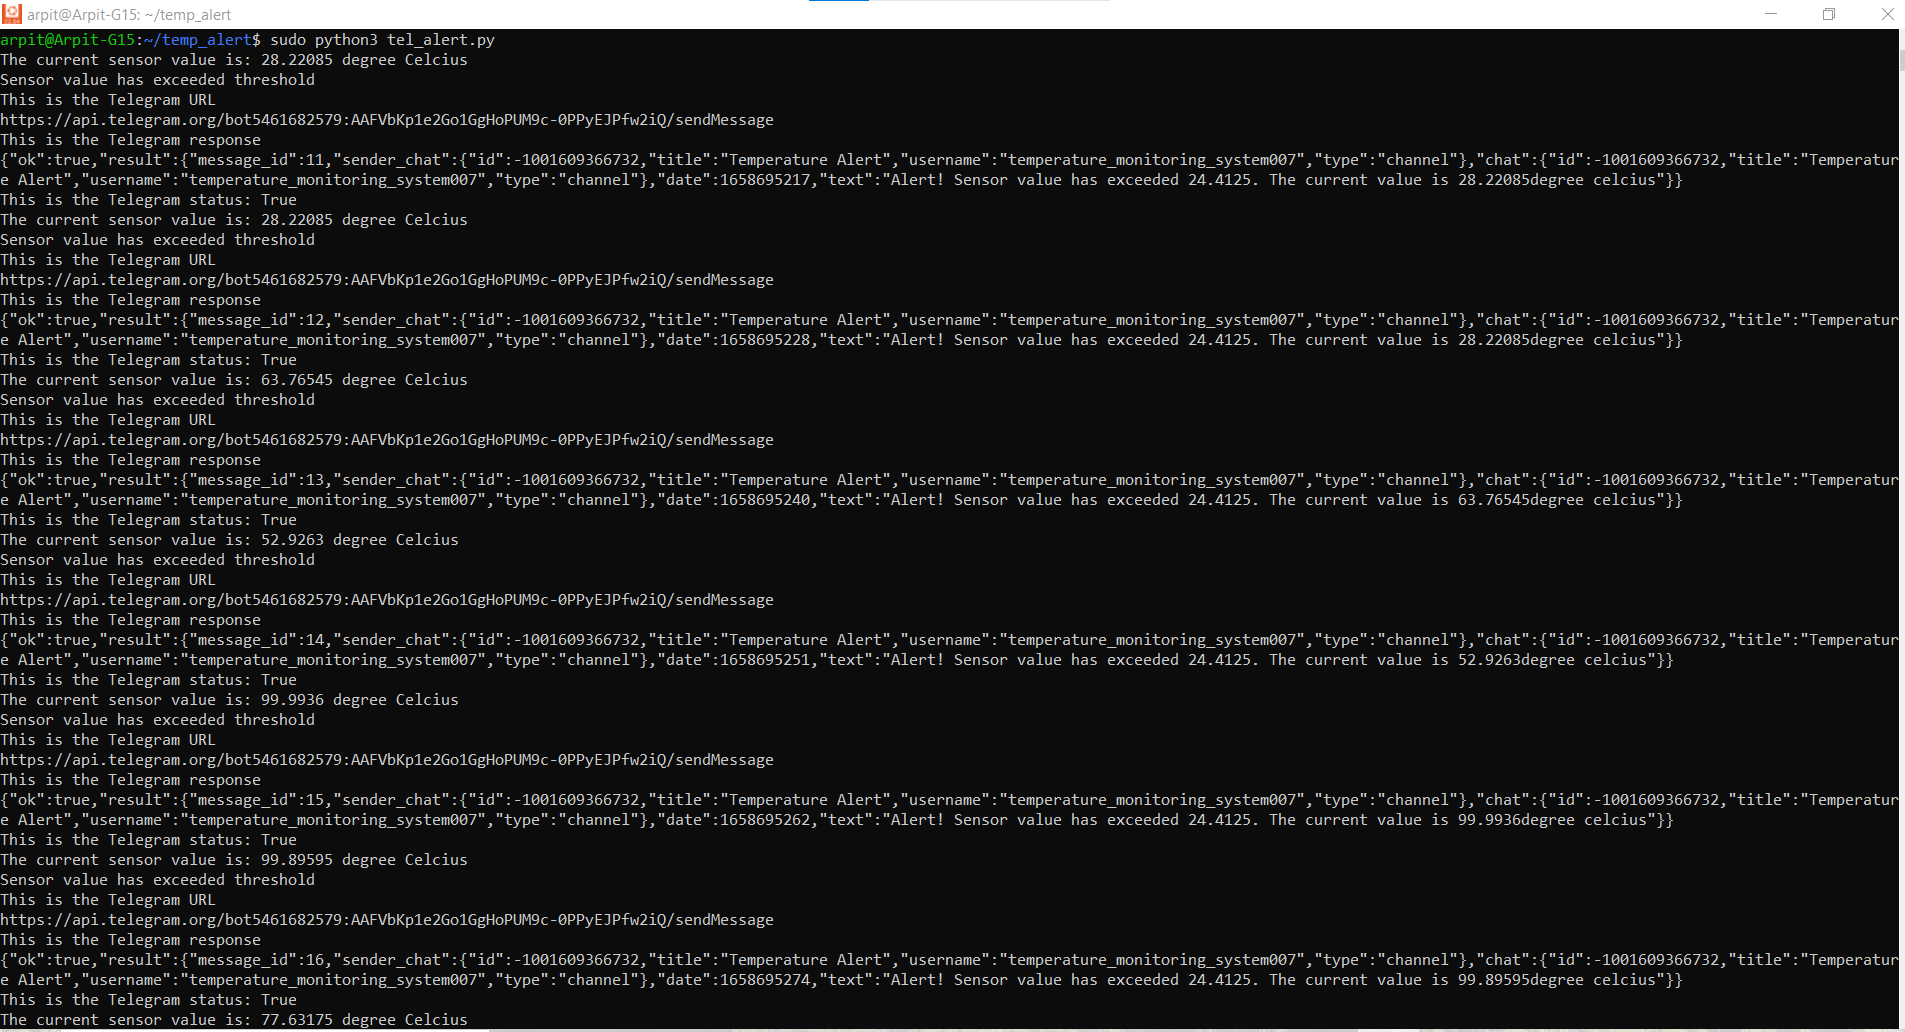 arpit@Arpit-G15: ~/temp_alert
arpit@Arpit-G15:~/temp_alert$ sudo python3 tel_alert.py
The current sensor value is: 28.22085 degree Celcius
Sensor value has exceeded threshold
This is the Telegram URL
https://api.telegram.org/bot5461682579:AAFVbKp1e2Go1GgHoPUM9c-0PPyEJPfw2iQ/sendMessage
This is the Telegram response
{"ok":true,"result":{"message_id":11,"sender_chat":{"id":-1001609366732,"title":"Temperature Alert","username":"temperature_monitoring_system007","type":"channel"},"chat":{"id":-1001609366732,"title":"Temperatur
e Alert","username":"temperature_monitoring_system007","type":"channel"},"date":1658695217,"text":"Alert! Sensor value has exceeded 24.4125. The current value is 28.22085degree celcius"}}
This is the Telegram status: True
The current sensor value is: 28.22085 degree Celcius
Sensor value has exceeded threshold
This is the Telegram URL
https://api.telegram.org/bot5461682579:AAFVbKp1e2Go1GgHoPUM9c-0PPyEJPfw2iQ/sendMessage
This is the Telegram response
{"ok":true,"result":{"message_id":12,"sender_chat":{"id":-1001609366732,"title":"Temperature Alert","username":"temperature_monitoring_system007","type":"channel"},"chat":{"id":-1001609366732,"title":"Temperatur
e Alert","username":"temperature_monitoring_system007","type":"channel"},"date":1658695228,"text":"Alert! Sensor value has exceeded 24.4125. The current value is 28.22085degree celcius"}}
This is the Telegram status: True
The current sensor value is: 63.76545 degree Celcius
Sensor value has exceeded threshold
This is the Telegram URL
https://api.telegram.org/bot5461682579:AAFVbKp1e2Go1GgHoPUM9c-0PPyEJPfw2iQ/sendMessage
This is the Telegram response
{"ok":true,"result":{"message_id":13,"sender_chat":{"id":-1001609366732,"title":"Temperature Alert","username":"temperature_monitoring_system007","type":"channel"},"chat":{"id":-1001609366732,"title":"Temperatur
e Alert","username":"temperature_monitoring_system007","type":"channel"},"date":1658695240,"text":"Alert! Sensor value has exceeded 24.4125. The current value is 63.76545degree celcius"}}
This is the Telegram status: True
The current sensor value is: 52.9263 degree Celcius
Sensor value has exceeded threshold
This is the Telegram URL
https://api.telegram.org/bot5461682579:AAFVbKp1e2Go1GgHoPUM9c-0PPyEJPfw2iQ/sendMessage
This is the Telegram response
{"ok":true,"result":{"message_id":14,"sender_chat":{"id":-1001609366732,"title":"Temperature Alert","username":"temperature_monitoring_system007","type":"channel"},"chat":{"id":-1001609366732,"title":"Temperatur
e Alert","username":"temperature_monitoring_system007","type":"channel"},"date":1658695251,"text":"Alert! Sensor value has exceeded 24.4125. The current value is 52.9263degree celcius"}}
This is the Telegram status: True
The current sensor value is: 99.9936 degree Celcius
Sensor value has exceeded threshold
This is the Telegram URL
https://api.telegram.org/bot5461682579:AAFVbKp1e2Go1GgHoPUM9c-0PPyEJPfw2iQ/sendMessage
This is the Telegram response
{"ok":true,"result":{"message_id":15,"sender_chat":{"id":-1001609366732,"title":"Temperature Alert","username":"temperature_monitoring_system007","type":"channel"},"chat":{"id":-1001609366732,"title":"Temperatur
e Alert","username":"temperature_monitoring_system007","type":"channel"},"date":1658695262,"text":"Alert! Sensor value has exceeded 24.4125. The current value is 99.9936degree celcius"}}
This is the Telegram status: True
The current sensor value is: 99.89595 degree Celcius
Sensor value has exceeded threshold
This is the Telegram URL
https://api.telegram.org/bot5461682579:AAFVbKp1e2Go1GgHoPUM9c-0PPyEJPfw2iQ/sendMessage
This is the Telegram response
{"ok":true,"result":{"message_id":16,"sender_chat":{"id":-1001609366732,"title":"Temperature Alert","username":"temperature_monitoring_system007","type":"channel"},"chat":{"id":-1001609366732,"title":"Temperatur
e Alert","username":"temperature_monitoring_system007","type":"channel"},"date":1658695274,"text":"Alert! Sensor value has exceeded 24.4125. The current value is 99.89595degree celcius"}}
This is the Telegram status: True
The current sensor value is: 77.63175 degree Celcius